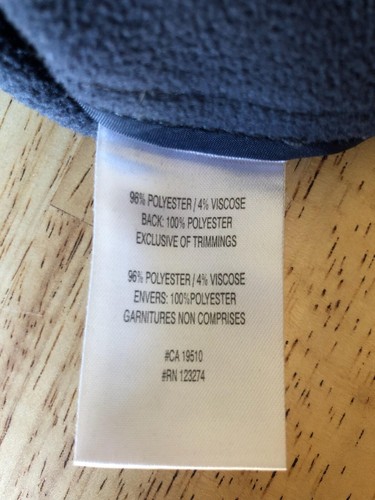 96% POLYESTER / 4% VISCOSE
BACK: 100% POLYESTER
EXCLUSIVE OF TRIMMINGS
96% POLYESTER / 4% VISCOSE
ENVERS: 100%POLYESTER
GARNITURES NON COMPRISES
#CA 19510
#RN 123274